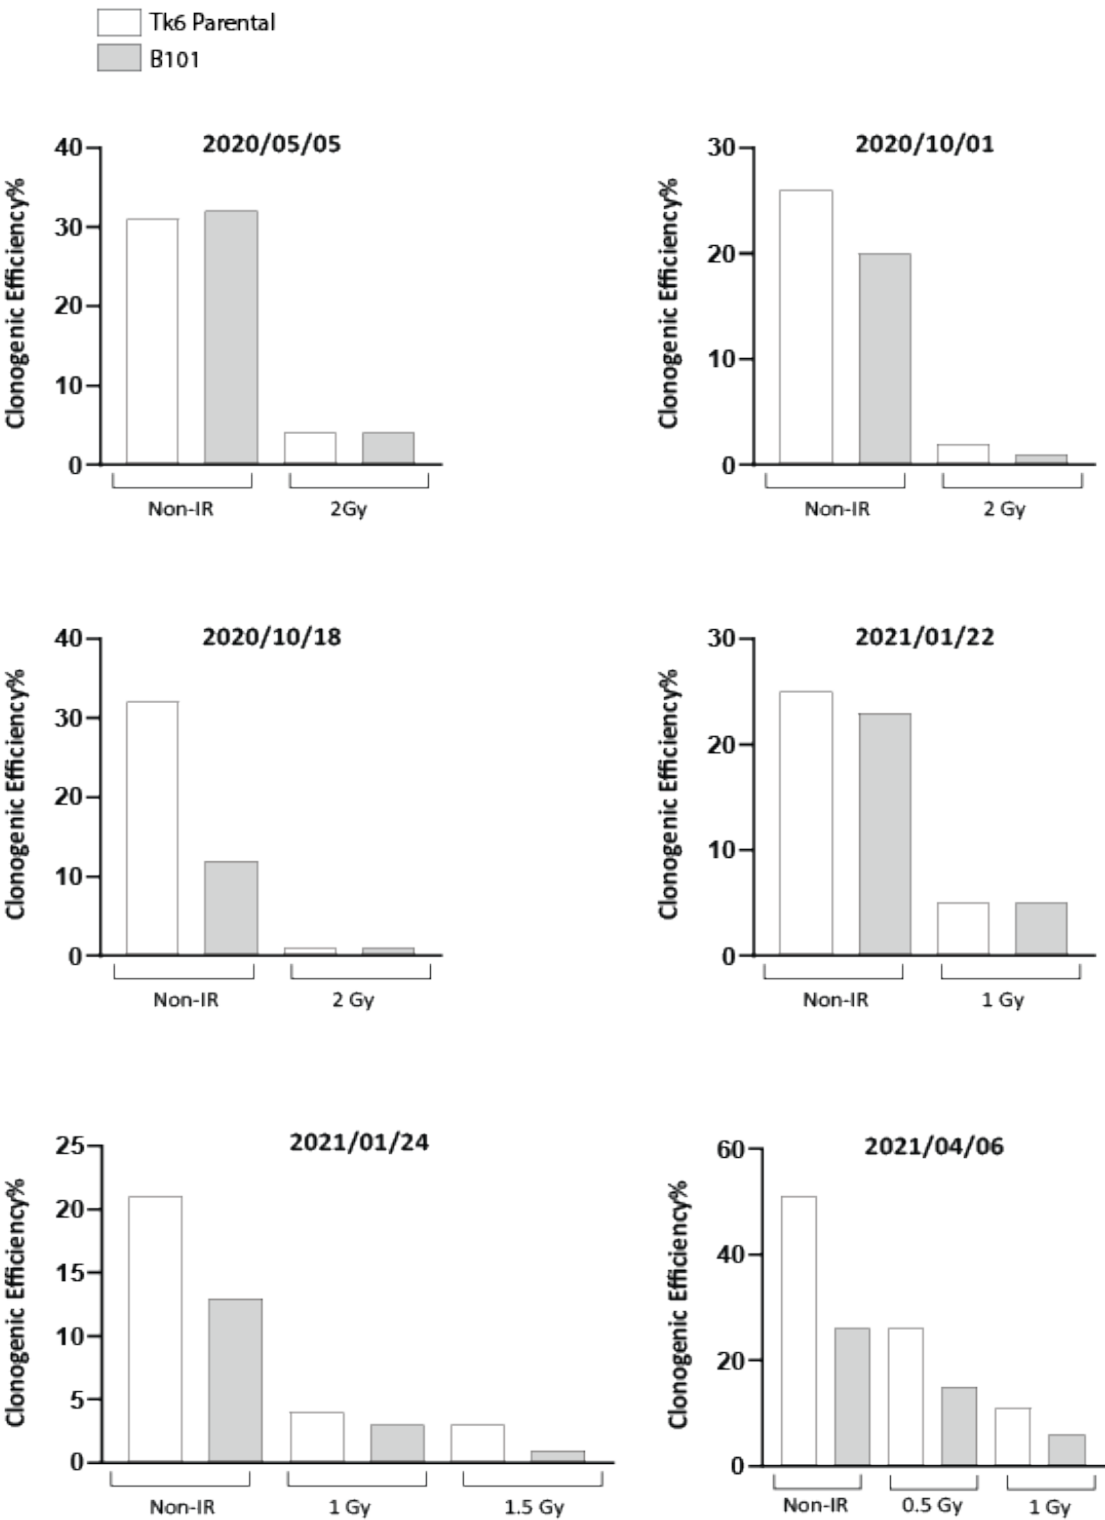 Tk6 Parental
B101
2020/05/05
Clonogenic Efficiency%
40
30
20
10
0
Non-IR 2Gy
2020/10/01
Clonogenic Efficiency%
30
20
10
0
Non-IR 2 Gy
2020/10/18
Clonogenic Efficiency%
40
30
20
10
0
Non-IR 2 Gy
2021/01/22
Clonogenic Efficiency%
30
20
10
0
Non-IR 1 Gy
2021/01/24
Clonogenic Efficiency%
25
20
15
10
5
0
Non-IR 1 Gy 1.5 Gy
2021/04/06
Clonogenic Efficiency%
60
40
20
0
Non-IR 0.5 Gy 1 Gy